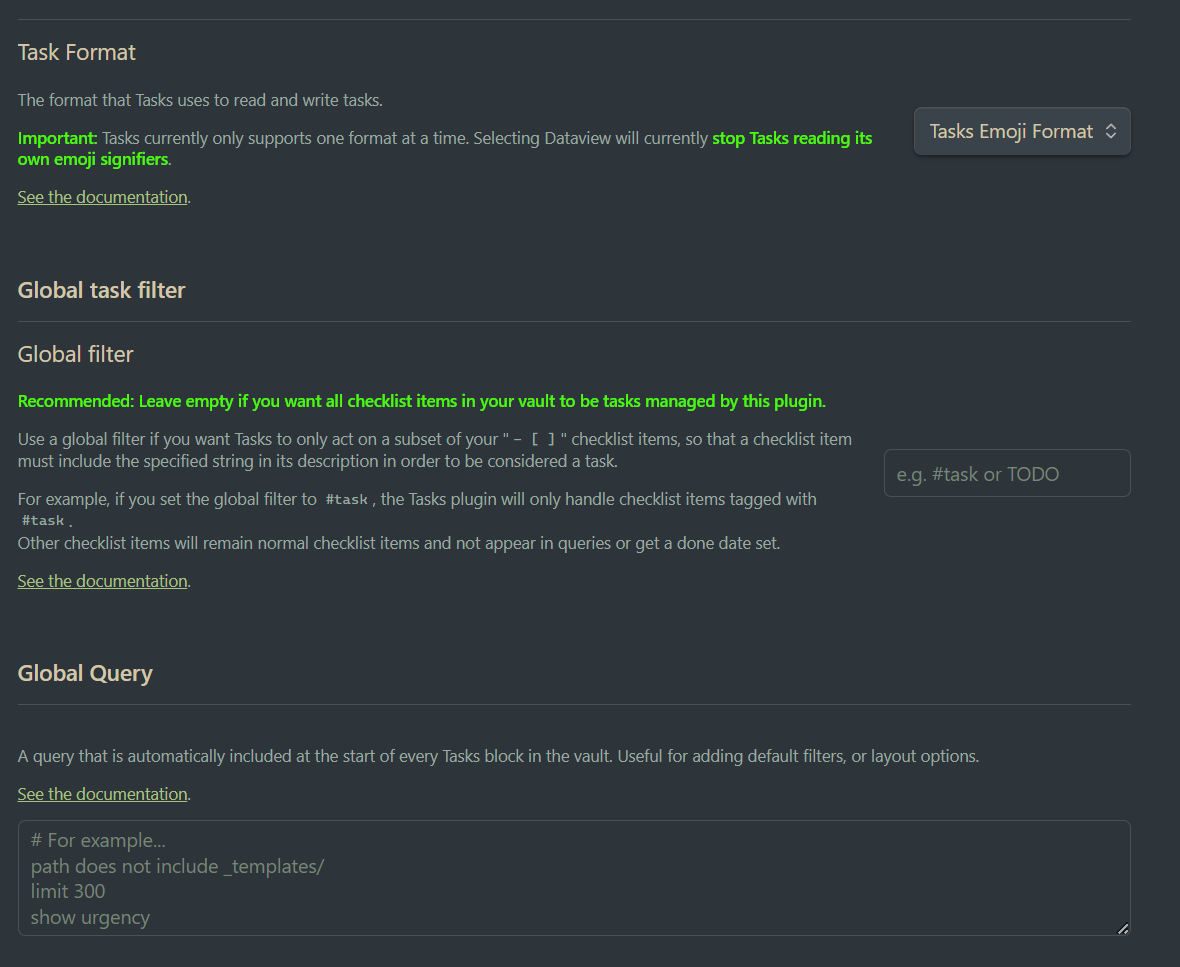 Task Format
The format that Tasks uses to read and write tasks.
Important: Tasks currently only supports one format at a time. Selecting Dataview will currently stop Tasks reading its
own emoji signifiers.
Tasks Emoji Format
See the documentation.
Global task filter
Global filter
Recommended: Leave empty if you want all checklist items in your vault to be tasks managed by this plugin.
Use a global filter if you want Tasks to only act on a subset of your "- [ ]" checklist items, so that a checklist item
must include the specified string in its description in order to be considered a task.
e.g. #task or TODO
For example, if you set the global filter to #task, the Tasks plugin will only handle checklist items tagged with
#task.
Other checklist items will remain normal checklist items and not appear in queries or get a done date set.
See the documentation.
Global Query
A query that is automatically included at the start of every Tasks block in the vault. Useful for adding default filters, or layout options.
See the documentation.
# For example...
path does not include _templates/
limit 300
show urgency